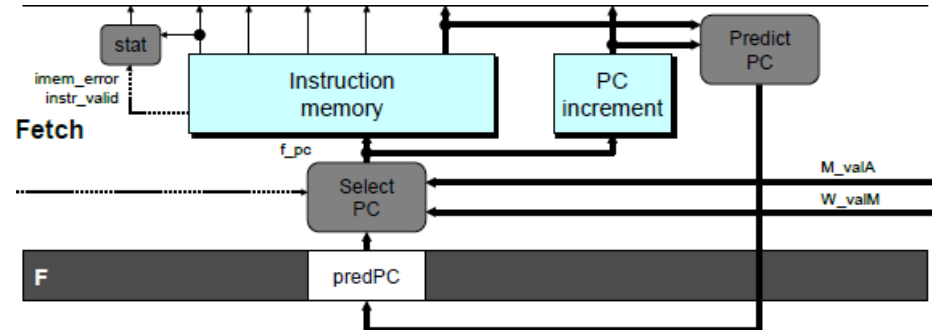 stat
Predict
PC
imem_error
instr_valid
Instruction
memory
PC
increment
Fetch
f_pc
Select
PC
M_valA
W_valM
F
predPC